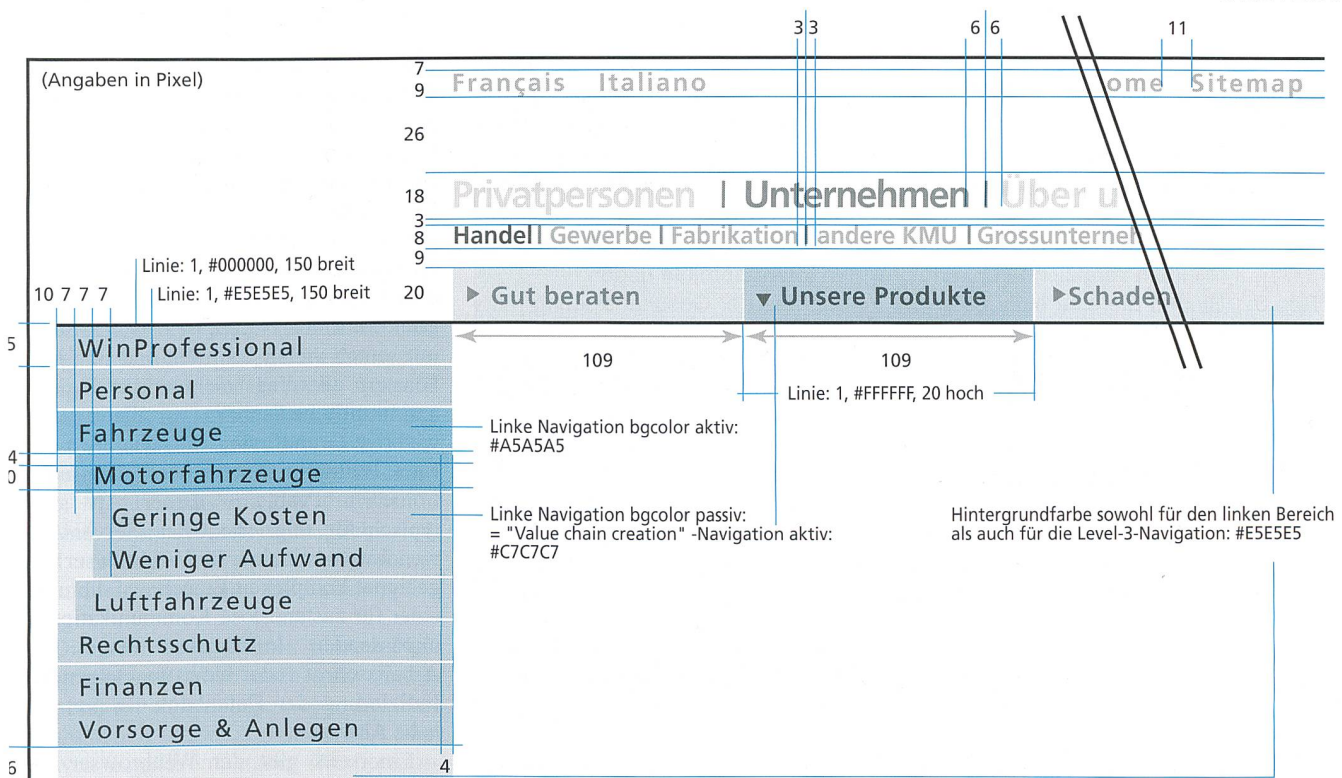 3 3 6 6 11
(Angaben in Pixel)
7
9
Français Italiano ome Sitemap
26
18
Privatpersonen | Unternehmen | Über u
3
8
Handel | Gewerbe | Fabrikation | andere KMU | Grossunterneh
9
Linie: 1, #000000, 150 breit
10 7 7 7
Linie: 1, #E5E5E5, 150 breit
20
▶ Gut beraten ▼ Unsere Produkte ▶Schaden
5
WinProfessional
109 109
Personal
Linie: 1, #FFFFFF, 20 hoch
Fahrzeuge
Linke Navigation bgcolor aktiv:
#A5A5A5
4
0
Motorfahrzeuge
Geringe Kosten
Linke Navigation bgcolor passiv:
= "Value chain creation" -Navigation aktiv:
#C7C7C7
Hintergrundfarbe sowohl für den linken Bereich
als auch für die Level-3-Navigation: #E5E5E5
Weniger Aufwand
Luftfahrzeuge
Rechtsschutz
Finanzen
Vorsorge & Anlegen
6
4